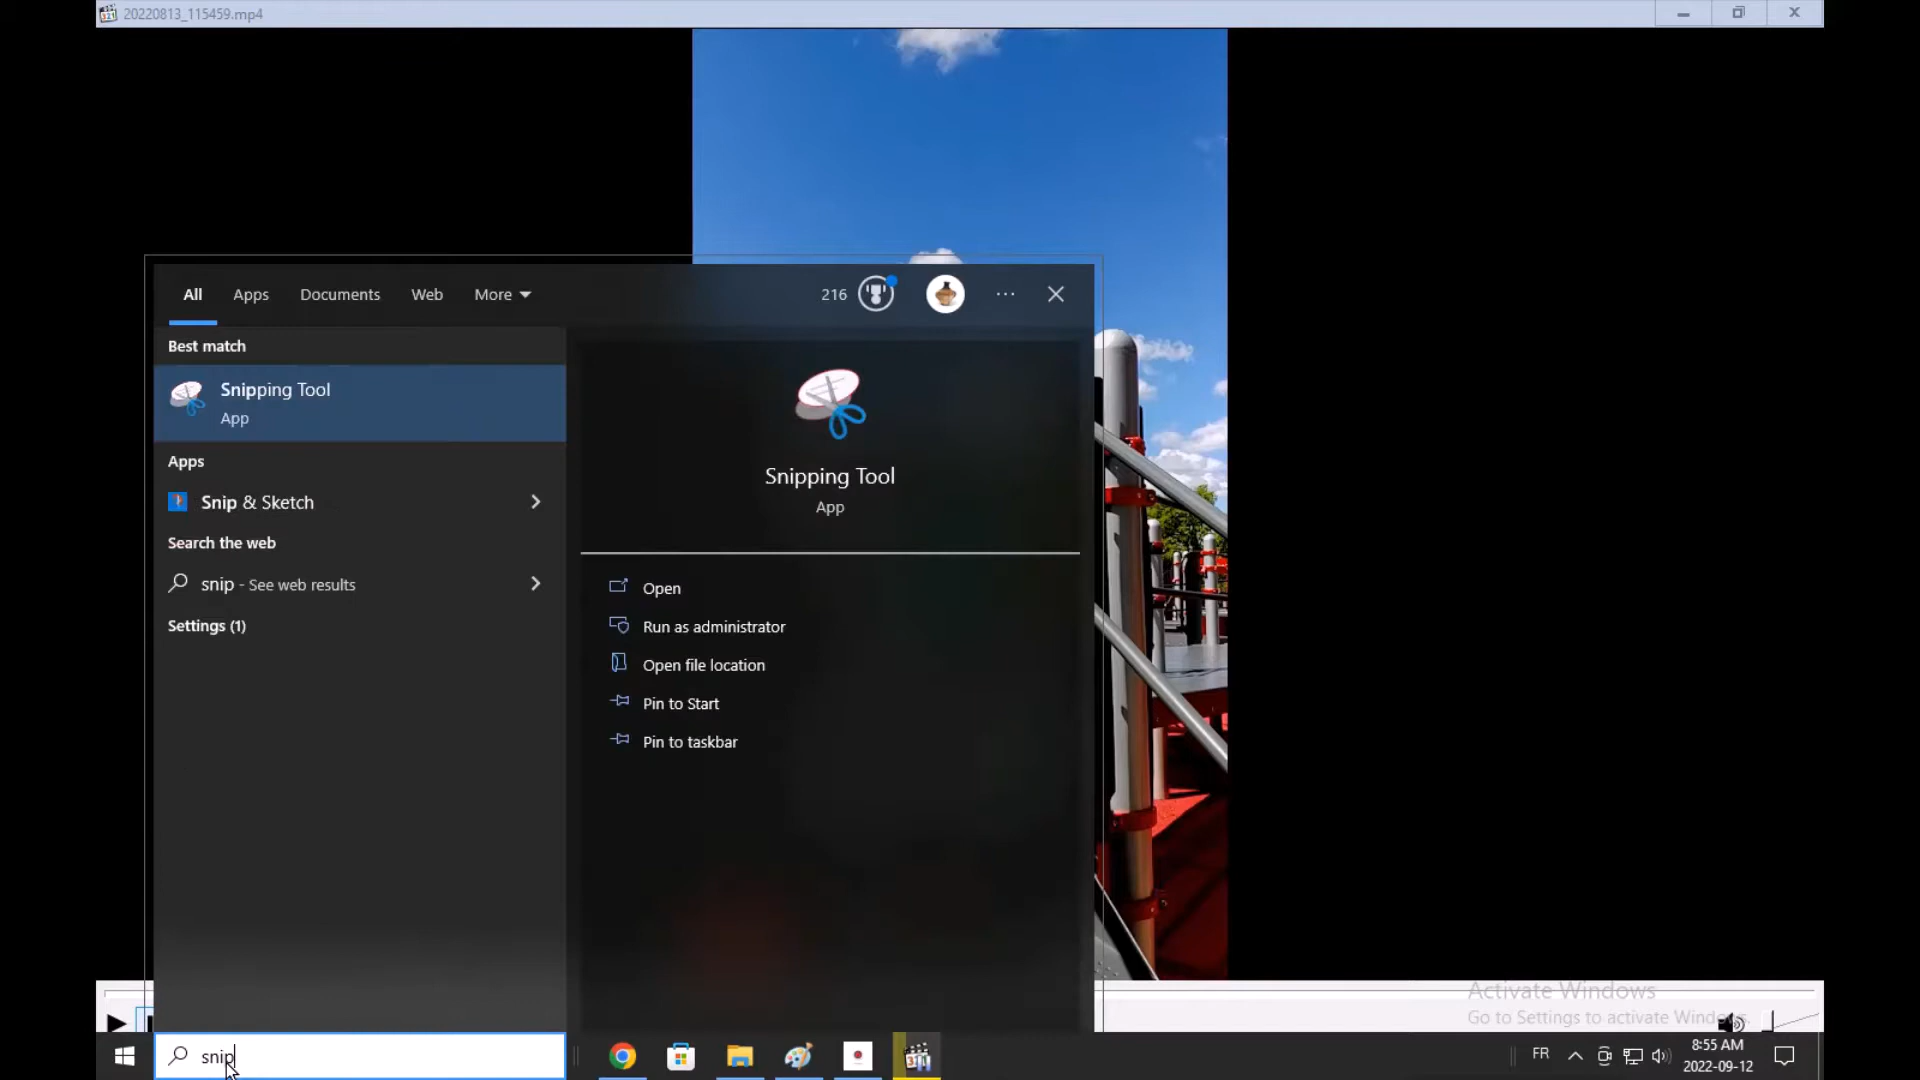 20220813_115459.mp4
All Apps Documents Web More 216
Best match
Snipping Tool
App
Apps
Snip & Sketch
Search the web
snip - See web results
Settings (1)
Snipping Tool
App
Open
Run as administrator
Open file location
Pin to Start
Pin to taskbar
Activate Windows
Go to Settings to activate Windows.
snip
FR
8:55 AM
2022-09-12